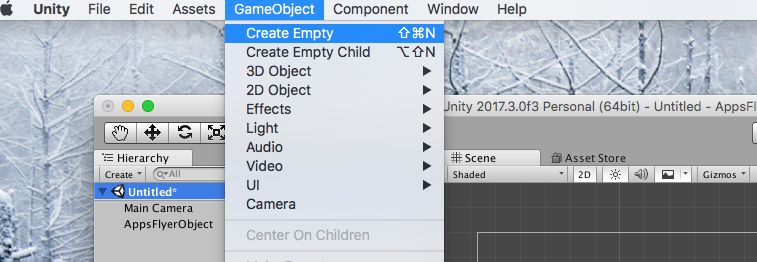 Unity File Edit Assets GameObject Component Window Help
Create Empty ⇧⌘N
Create Empty Child ⌥⇧N
3D Object
2D Object
Effects
Light
Audio
Video
UI
Camera
Center On Children
Unity 2017.3.0f3 Personal (64bit) - Untitled - AppsFl
Hierarchy
Create All
Untitled*
Main Camera
AppsFlyerObject
Scene Asset Store
Shaded 2D Gizmos